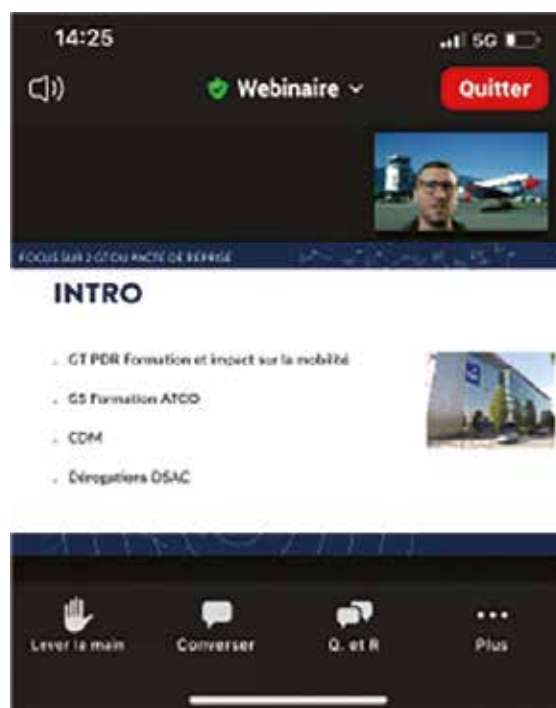 14:25
5G
Webinaire
Quitter
FOCUS SUR 2 GT DU PACTE DE REPRISE
INTRO
. GT PDR Formation et impact sur la mobilité
. GS Formation ATCO
. CDM
. Dérogations DSAC
Lever la main
Converser
Q. et R
Plus